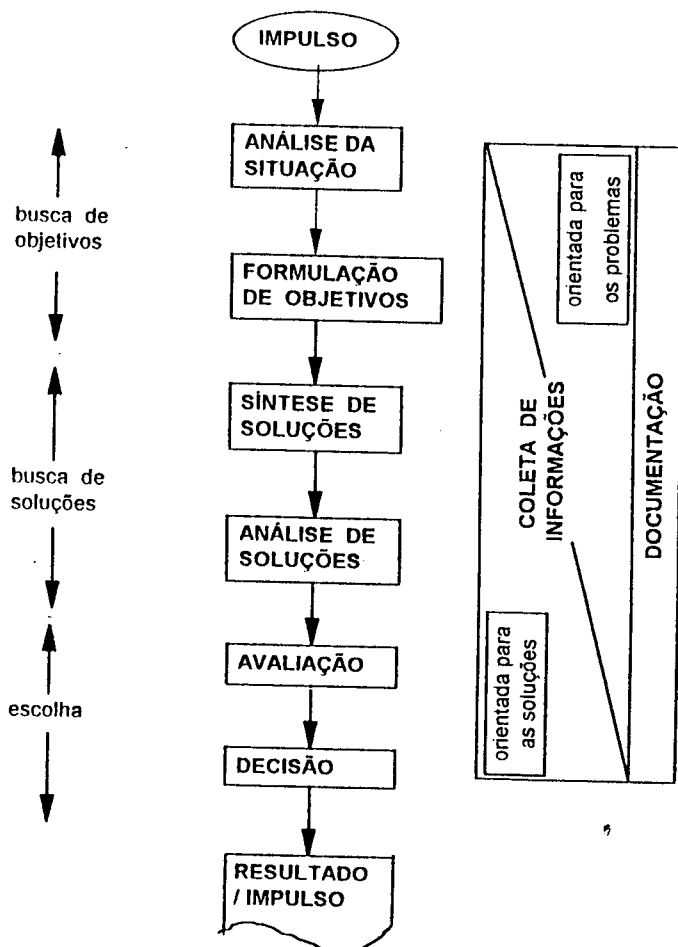 IMPULSO
ANÁLISE DA
SITUAÇÃO
busca de
objetivos
FORMULAÇÃO
DE OBJETIVOS
SÍNTESE DE
SOLUÇÕES
busca de
soluções
ANÁLISE DE
SOLUÇÕES
AVALIAÇÃO
escolha
DECISÃO
RESULTADO
/ IMPULSO
orientada para
os problemas
COLETA DE
INFORMAÇÕES
orientada para
as soluções
DOCUMENTAÇÃO